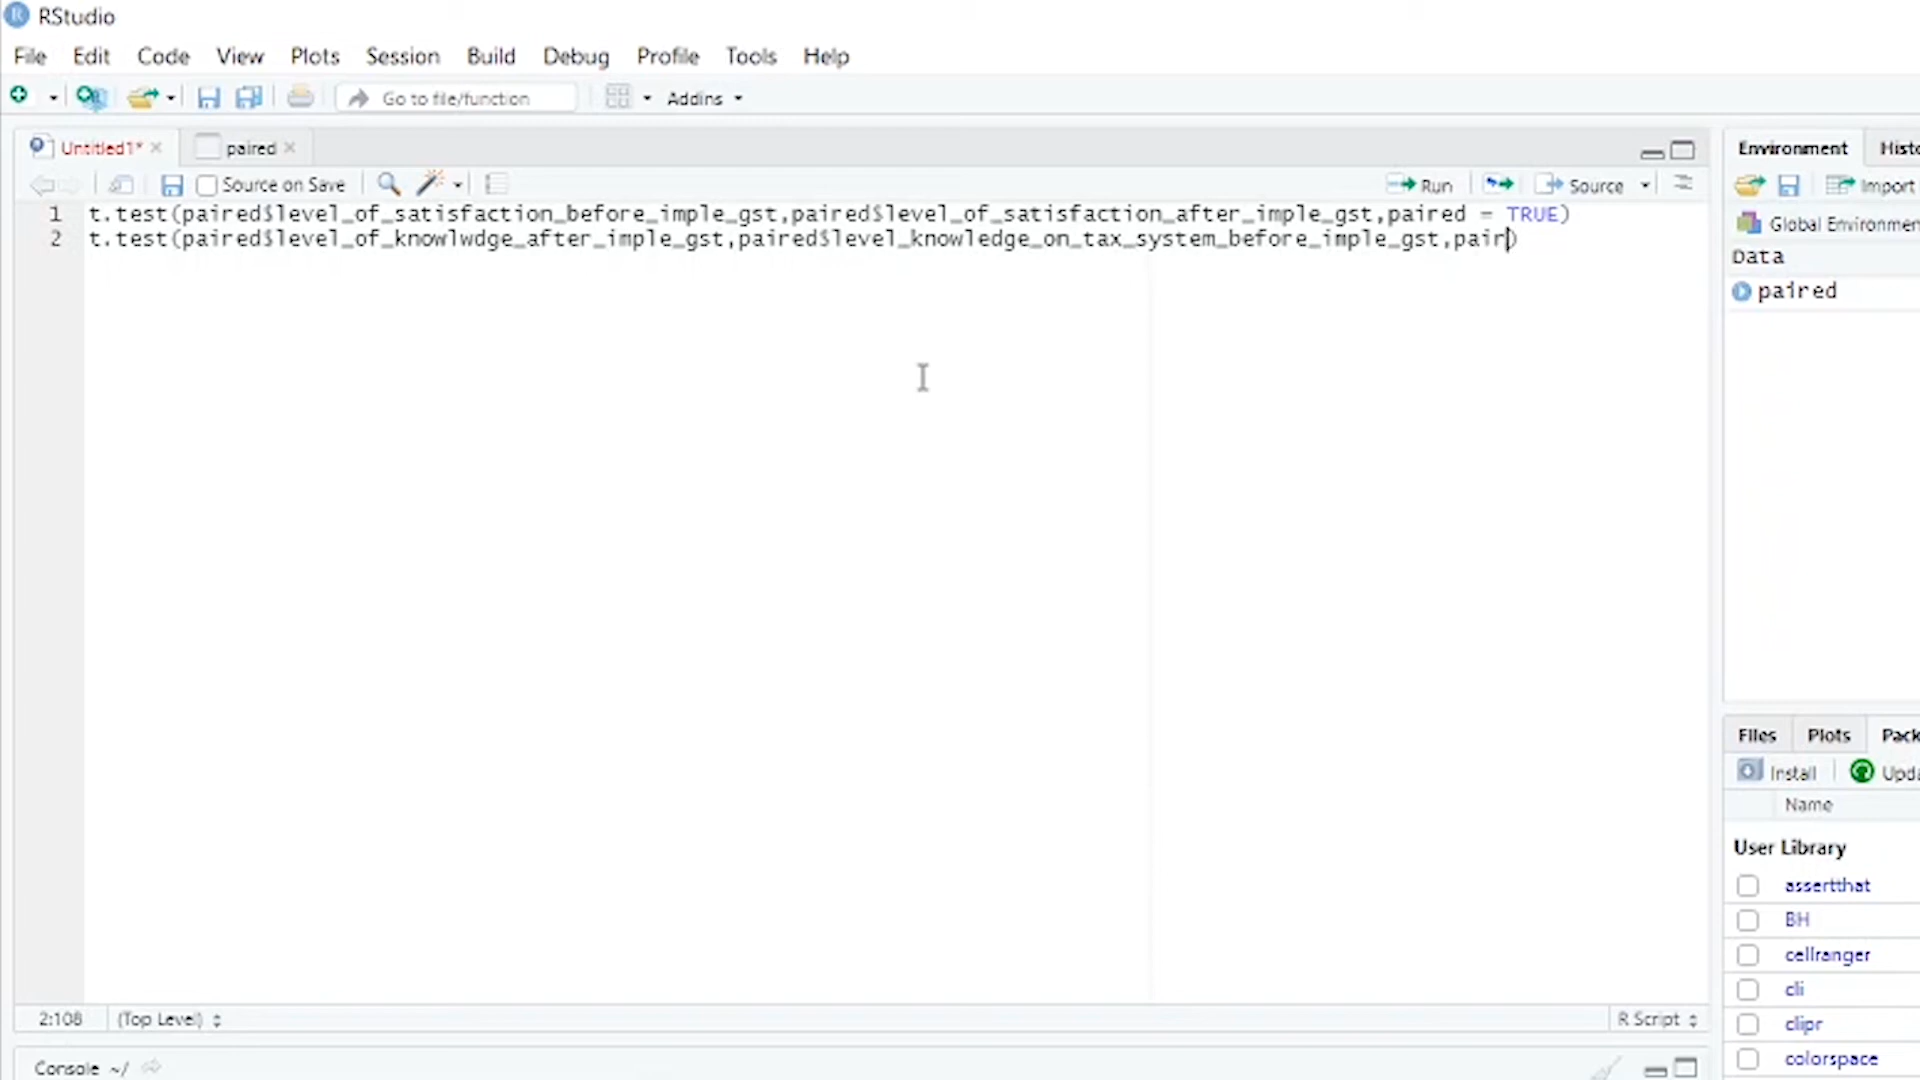 RStudio
File Edit Code View Plots Session Build Debug Profile Tools Help
Go to file/function Addins
Untitled1* paired
Source on Save Run Source
1 t.test(paired$level_of_satisfaction_before_imple_gst,paired$level_of_satisfaction_after_imple_gst,paired = TRUE)
2 t.test(paired$level_of_knowlwdge_after_imple_gst,paired$level_knowledge_on_tax_system_before_imple_gst,pair)
2:108 (Top Level) R Script
Console ~/
Environment Histo
Import
Global Environmen
Data
paired
Files Plots Pack
Install Upda
Name
User Library
assertthat
BH
cellranger
cli
clipr
colorspace